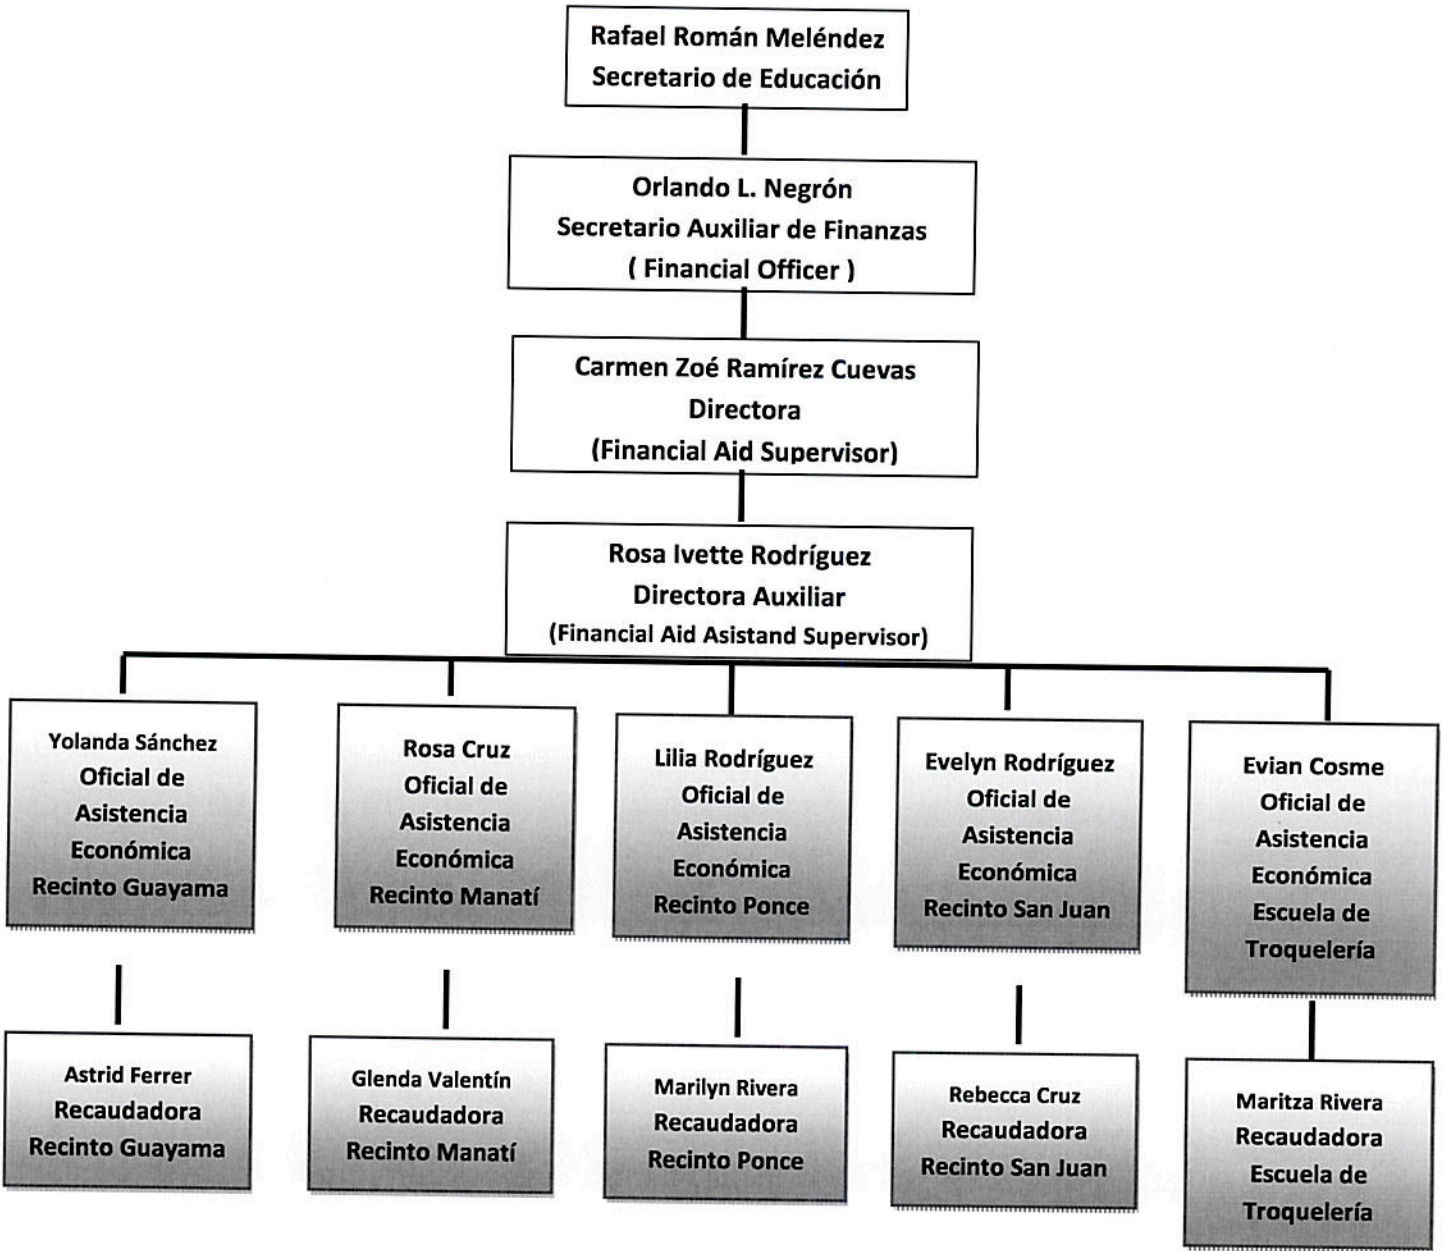 Rafael Román Meléndez
Secretario de Educación
Orlando L. Negrón
Secretario Auxiliar de Finanzas
( Financial Officer )
Carmen Zoé Ramírez Cuevas
Directora
(Financial Aid Supervisor)
Rosa Ivette Rodríguez
Directora Auxiliar
(Financial Aid Asistand Supervisor)
Yolanda Sánchez
Oficial de
Asistencia
Económica
Recinto Guayama
Rosa Cruz
Oficial de
Asistencia
Económica
Recinto Manatí
Lilia Rodríguez
Oficial de
Asistencia
Económica
Recinto Ponce
Evelyn Rodríguez
Oficial de
Asistencia
Económica
Recinto San Juan
Evian Cosme
Oficial de
Asistencia
Económica
Escuela de
Troquelería
Astrid Ferrer
Recaudadora
Recinto Guayama
Glenda Valentín
Recaudadora
Recinto Manatí
Marilyn Rivera
Recaudadora
Recinto Ponce
Rebecca Cruz
Recaudadora
Recinto San Juan
Maritza Rivera
Recaudadora
Escuela de
Troquelería